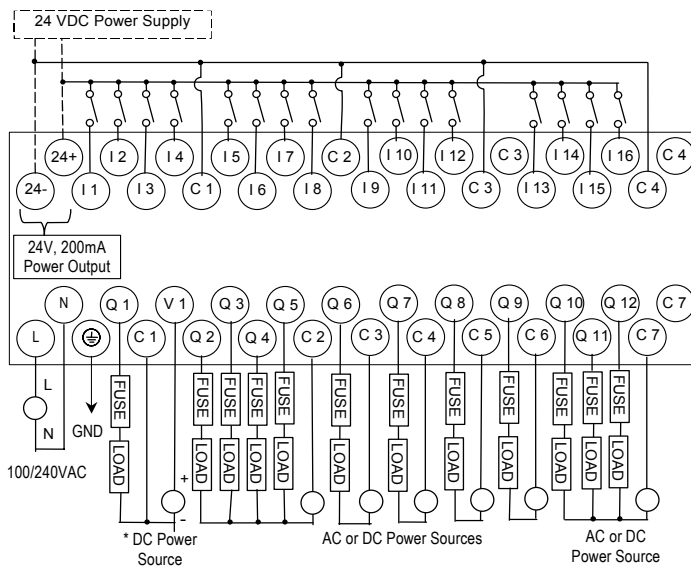 24 VDC Power Supply
24+ I 2 I 4 I 5 I 7 C 2 I 10 I 12 C 3 I 14 I 16 C 4
24- I 1 I 3 C 1 I 6 I 8 I 9 I 11 C 3 I 13 I 15 C 4
24V, 200mA
Power Output
N Q 1 V 1 Q 3 Q 5 Q 6 Q 7 Q 8 Q 9 Q 10 Q 12 C 7
L C 1 Q 2 Q 4 C 2 C 3 C 4 C 5 C 6 Q 11 C 7
L
N
GND
100/240VAC
FUSE FUSE FUSE FUSE FUSE FUSE FUSE FUSE FUSE FUSE FUSE FUSE
LOAD LOAD LOAD LOAD LOAD LOAD LOAD LOAD LOAD LOAD LOAD LOAD
+
-
* DC Power
Source
AC or DC Power Sources
AC or DC
Power Source